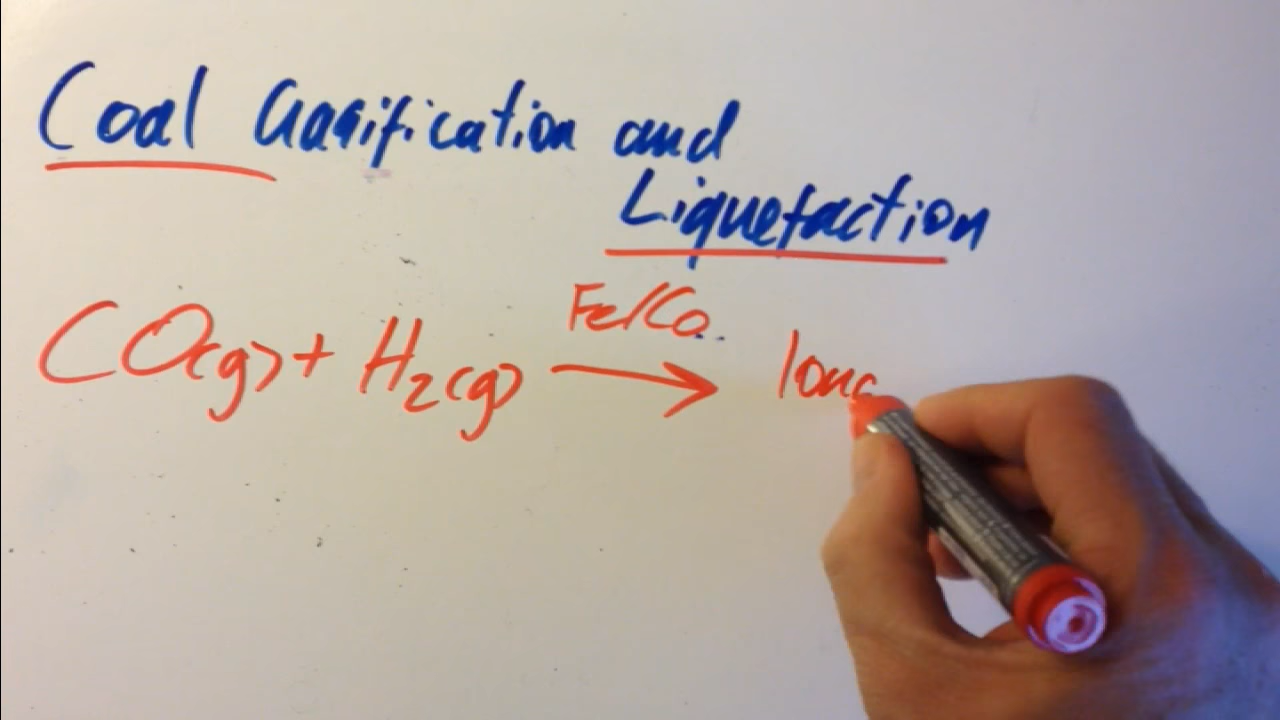 Coal Gasification and
Liquefaction
CO(g) + H2(g) Fe/Co → long